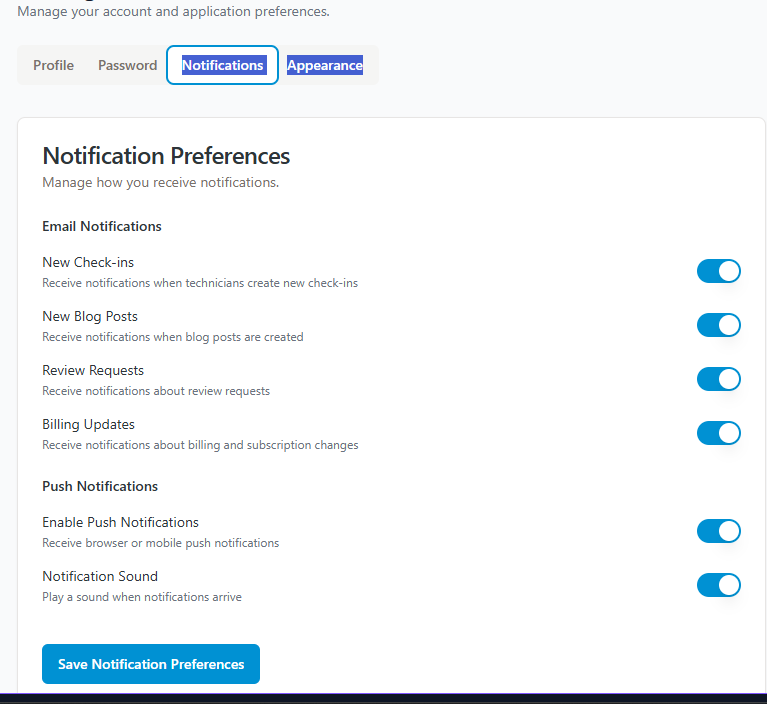 Manage your account and application preferences.
Profile Password Notifications Appearance
Notification Preferences
Manage how you receive notifications.
Email Notifications
New Check-ins
Receive notifications when technicians create new check-ins
New Blog Posts
Receive notifications when blog posts are created
Review Requests
Receive notifications about review requests
Billing Updates
Receive notifications about billing and subscription changes
Push Notifications
Enable Push Notifications
Receive browser or mobile push notifications
Notification Sound
Play a sound when notifications arrive
Save Notification Preferences